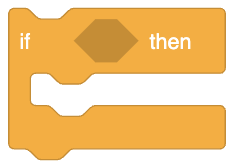 if then